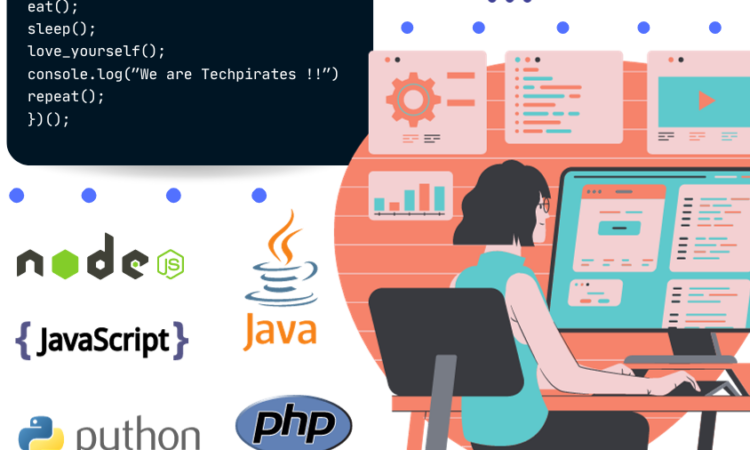 eat();
sleep();
love_yourself();
console.log(”We are Techpirates !!”)
repeat();
})();
node
JS
Java
{ JavaScript }
python
php